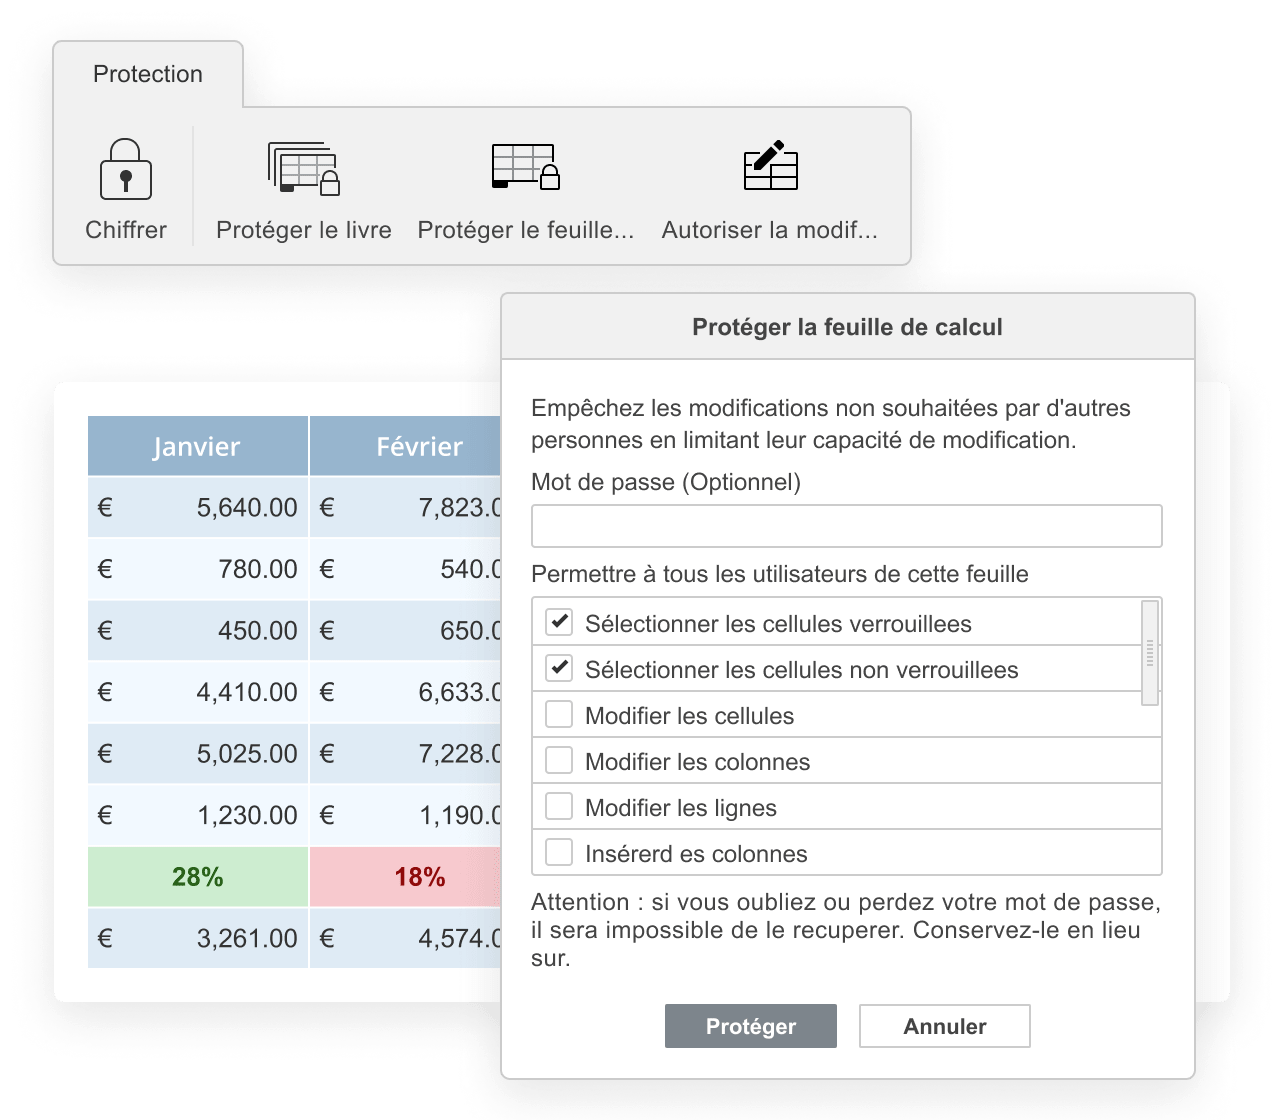 Protection
Chiffrer
Protéger le livre
Protéger le feuille...
Autoriser la modif...
Protéger la feuille de calcul
Empêchez les modifications non souhaitées par d'autres
personnes en limitant leur capacité de modification.
Mot de passe (Optionnel)
Permettre à tous les utilisateurs de cette feuille
Sélectionner les cellules verrouillees
Sélectionner les cellules non verrouillees
Modifier les cellules
Modifier les colonnes
Modifier les lignes
Insérerd es colonnes
Attention : si vous oubliez ou perdez votre mot de passe,
il sera impossible de le recuperer. Conservez-le en lieu
sur.
Protéger
Annuler
Janvier Février
€ 5,640.00 € 7,823.0
€ 780.00 € 540.0
€ 450.00 € 650.0
€ 4,410.00 € 6,633.0
€ 5,025.00 € 7,228.0
€ 1,230.00 € 1,190.0
28% 18%
€ 3,261.00 € 4,574.0